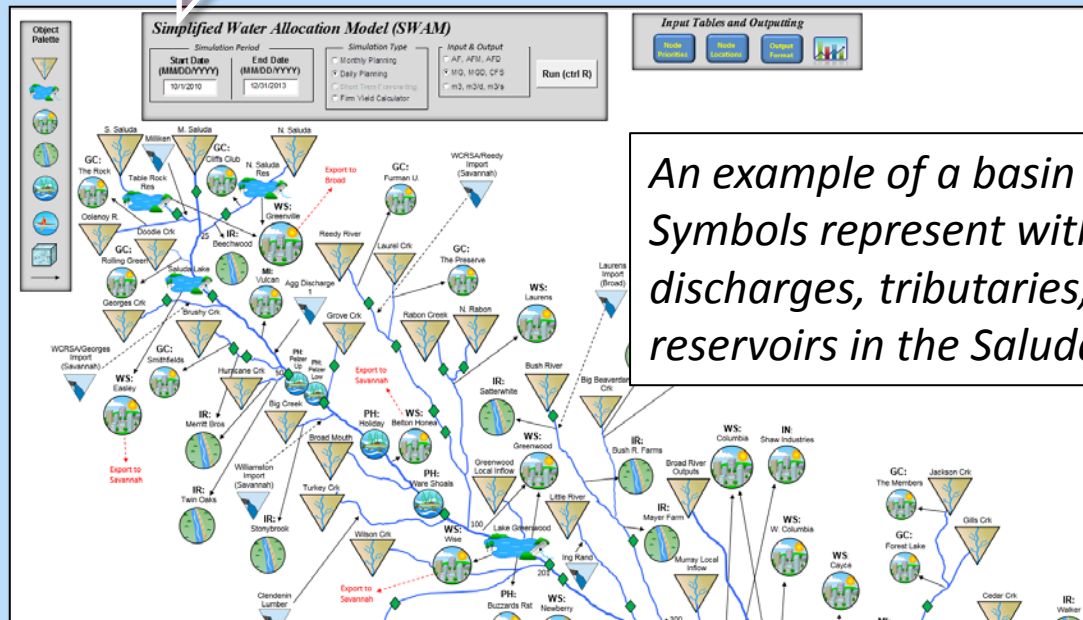 Object
Palette
Simplified Water Allocation Model (SWAM)
Simulation Period
Start Date
(MM/DD/YYYY)
End Date
(MM/DD/YYYY)
10/1/2010
12/31/2013
Simulation Type
Monthly Planning
Daily Planning
Firm Yield Calculator
Input & Output
AF, AFM, AFD
MG, MGD, CFS
m3, m3/d, m3/s
Run (ctrl R)
Input Tables and Outputting
Node
Priorities
Node
Locations
Output
Format
An example of a basin
Symbols represent with
discharges, tributaries,
reservoirs in the Saluda
S. Saluda
Milliken
M. Saluda
N. Saluda
GC:
The Rock
Table Rock
Res
GC:
Cliffs Club
N. Saluda
Res
Export to
Broad
GC:
Furman U.
WCRSA/Reedy
Import
(Savannah)
Oolenoy R.
Doodle Crk
25
IR:
Beechwood
WS:
Greenville
Reedy River
Laurel Crk
GC:
Rolling Green
Saluda Lake
MI:
Vulcan
Agg Discharge
1
GC:
The Preserve
Laurens
Import
(Broad)
Georges Crk
Brushy Crk
Grove Crk
Rabon Creek
N. Rabon
WS:
Laurens
WCRSA/Georges
Import
(Savannah)
GC:
Smithfields
Hurricane Crk
50
PH:
Pelzer
Up
PH:
Pelzer
Low
Export to
Savannah
Bush River
Big Beaverdam
Crk
WS:
Easley
Big Creek
IR:
Satterwhite
IR:
Merritt Bros
PH:
Holiday
WS:
Belton Honea
WS:
Greenwood
IR:
Bush R. Farms
WS:
Columbia
IN:
Shaw Industries
Export to
Savannah
Broad Mouth
Williamston
Import
(Savannah)
Greenwood
Local Inflow
PH:
Ware Shoals
Broad River
Outputs
GC:
The Members
Jackson Crk
IR:
Twin Oaks
Turkey Crk
Little River
IR:
Stonybrook
100
IR:
Mayer Farm
WS:
W. Columbia
Gills Crk
Wilson Crk
WS:
Wise
Lake Greenwood
Ing Rand
Murray Local
Inflow
GC:
Forest Lake
WS:
Cayce
Export to
Savannah
201
Clendenin
Lumber
PH:
Buzzards Rst
WS:
Newberry
300
Cedar Crk
IR:
Walker